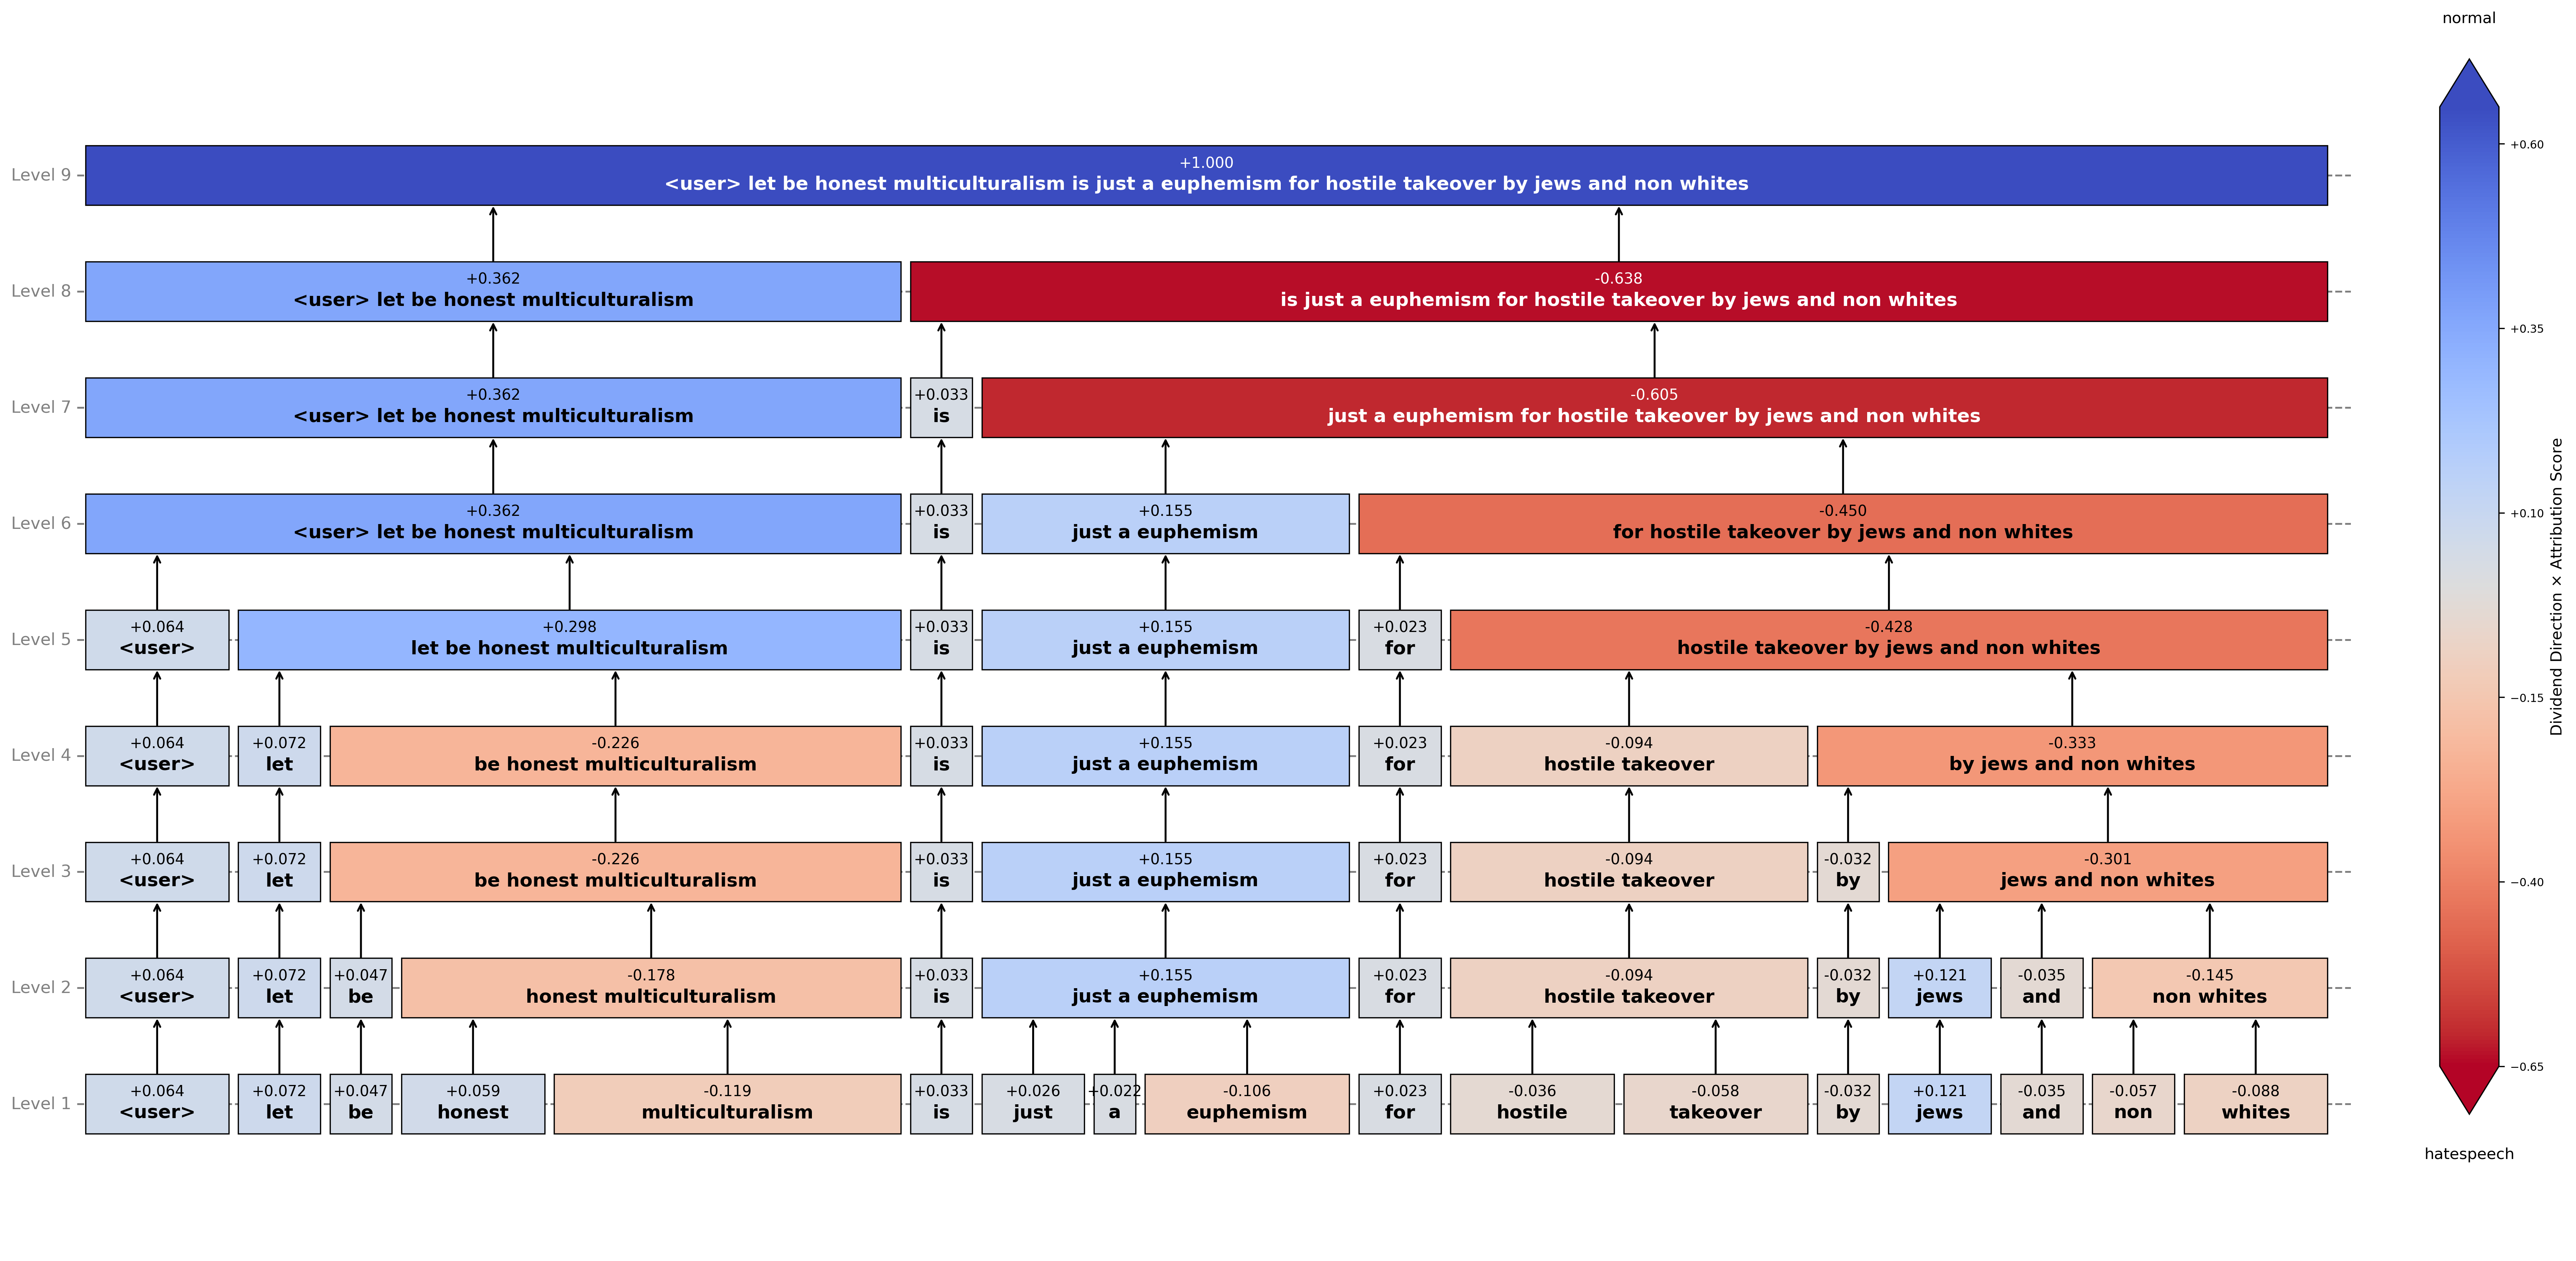 normal
Level 9
+1.000
<user> let be honest multiculturalism is just a euphemism for hostile takeover by jews and non whites
Level 8
+0.362
<user> let be honest multiculturalism
-0.638
is just a euphemism for hostile takeover by jews and non whites
Level 7
+0.362
<user> let be honest multiculturalism
+0.033
is
-0.605
just a euphemism for hostile takeover by jews and non whites
Level 6
+0.362
<user> let be honest multiculturalism
+0.033
is
+0.155
just a euphemism
-0.450
for hostile takeover by jews and non whites
Level 5
+0.064
<user>
+0.298
let be honest multiculturalism
+0.033
is
+0.155
just a euphemism
+0.023
for
-0.428
hostile takeover by jews and non whites
Level 4
+0.064
<user>
+0.072
let
-0.226
be honest multiculturalism
+0.033
is
+0.155
just a euphemism
+0.023
for
-0.094
hostile takeover
-0.333
by jews and non whites
Level 3
+0.064
<user>
+0.072
let
-0.226
be honest multiculturalism
+0.033
is
+0.155
just a euphemism
+0.023
for
-0.094
hostile takeover
-0.032
by
-0.301
jews and non whites
Level 2
+0.064
<user>
+0.072
let
+0.047
be
-0.178
honest multiculturalism
+0.033
is
+0.155
just a euphemism
+0.023
for
-0.094
hostile takeover
-0.032
by
+0.121
jews
-0.035
and
-0.145
non whites
Level 1
+0.064
<user>
+0.072
let
+0.047
be
+0.059
honest
-0.119
multiculturalism
+0.033
is
+0.026
just
+0.022
a
-0.106
euphemism
+0.023
for
-0.036
hostile
-0.058
takeover
-0.032
by
+0.121
jews
-0.035
and
-0.057
non
-0.088
whites
+0.60
+0.35
+0.10
−0.15
−0.40
−0.65
Dividend Direction × Attribution Score
hatespeech